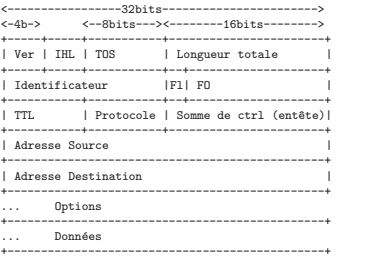 <-------------------32bits---------------------->
<-4b->     <--8bits---><--------16bits-------->
| Ver | IHL | TOS | Longueur totale |
| Identificateur |Fl| FO |
| TTL | Protocole | Somme de ctrl (entête)|
| Adresse Source |
| Adresse Destination |
... Options
... Données